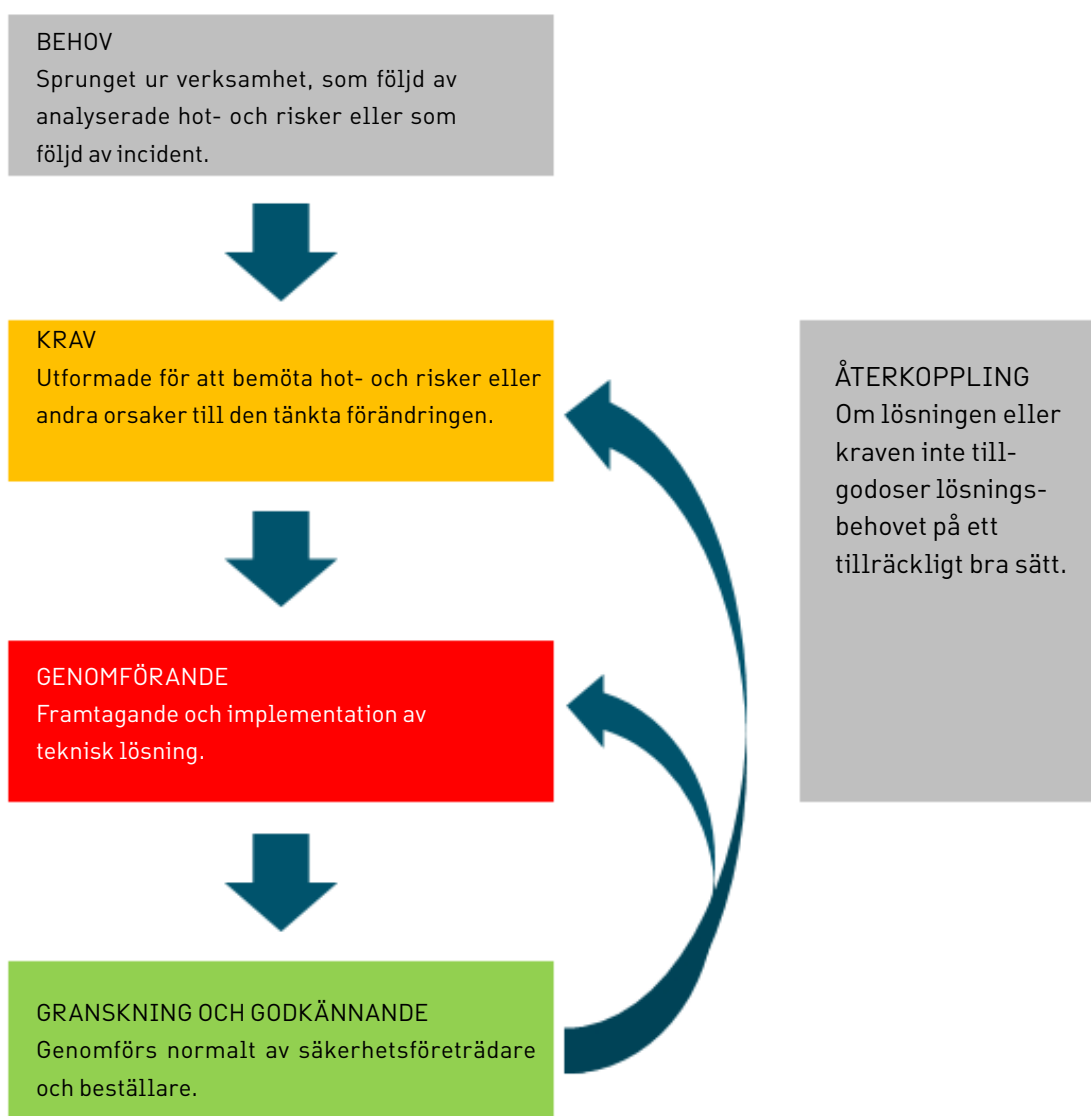 BEHOV
Sprunget ur verksamhet, som följd av
analyserade hot- och risker eller som
följd av incident.
KRAV
Utformade för att bemöta hot- och risker eller
andra orsaker till den tänkta förändringen.
ÅTERKOPPLING
Om lösningen eller
kraven inte till-
godoser lösnings-
behovet på ett
tillräckligt bra sätt.
GENOMFÖRANDE
Framtagande och implementation av
teknisk lösning.
GRANSKNING OCH GODKÄNNANDE
Genomförs normalt av säkerhetsföreträdare
och beställare.